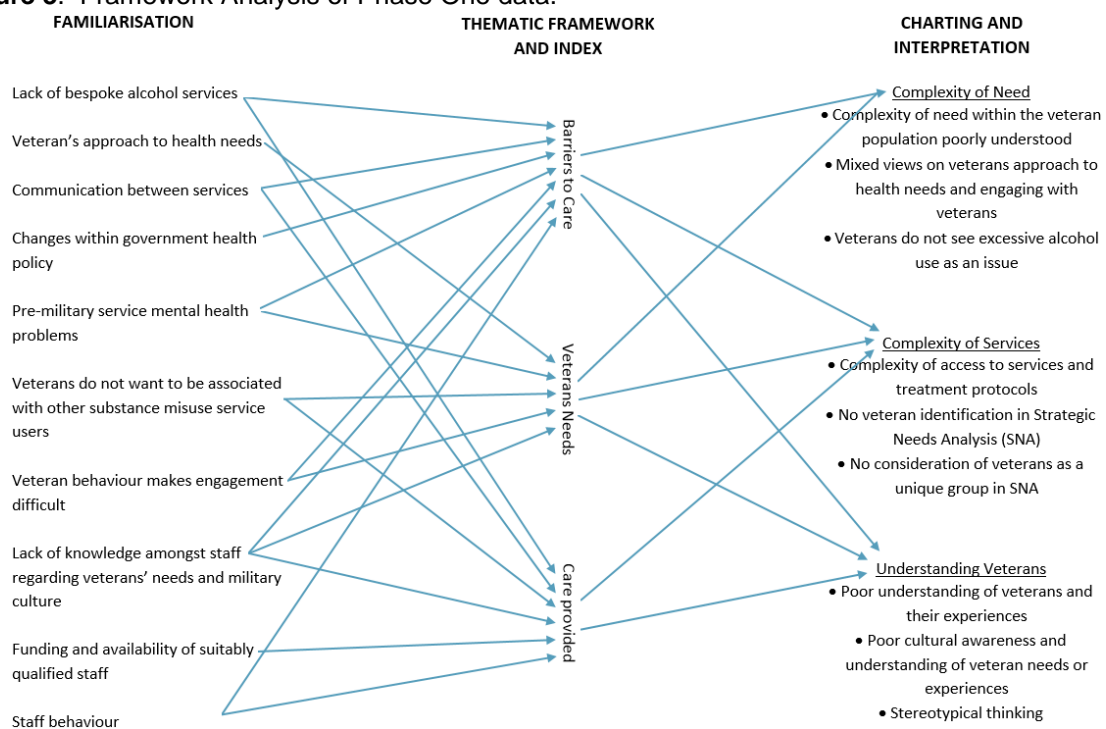 ure 3. Framework Analysis of Phase One data.
FAMILIARISATION
Lack of bespoke alcohol services
Veteran's approach to health needs
Communication between services
Changes within government health
policy
Pre-military service mental health
problems
Veterans do not want to be associated
with other substance misuse service
users
Veteran behaviour makes engagement
difficult
Lack of knowledge amongst staff
regarding veterans' needs and military
culture
Funding and availability of suitably
qualified staff
Staff behaviour
THEMATIC FRAMEWORK
AND INDEX
Barriers to Care
Veterans Needs
Care provided
CHARTING AND
INTERPRETATION
Complexity of Need
• Complexity of need within the veteran
population poorly understood
• Mixed views on veterans approach to
health needs and engaging with
veterans
• Veterans do not see excessive alcohol
use as an issue
Complexity of Services
• Complexity of access to services and
treatment protocols
• No veteran identification in Strategic
Needs Analysis (SNA)
• No consideration of veterans as a
unique group in SNA
Understanding Veterans
• Poor understanding of veterans and
their experiences
• Poor cultural awareness and
understanding of veteran needs or
experiences
• Stereotypical thinking